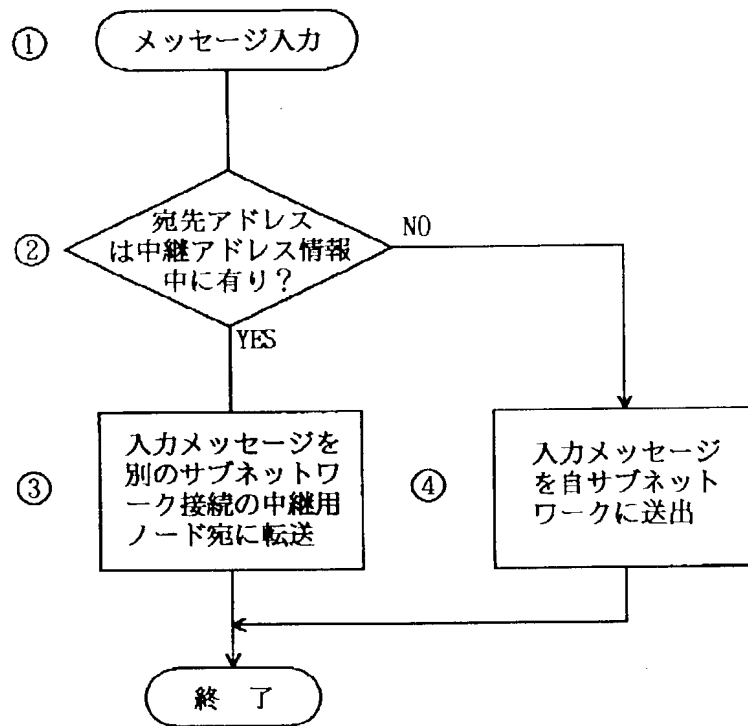 ① メッセージ入力
宛先アドレス
② は中継アドレス情報
中に有り?
NO
YES
③ 入力メッセージを
別のサブネットワ
ーク接続の中継用
ノード宛に転送
④ 入力メッセージ
を自サブネット
ワークに送出
終 了